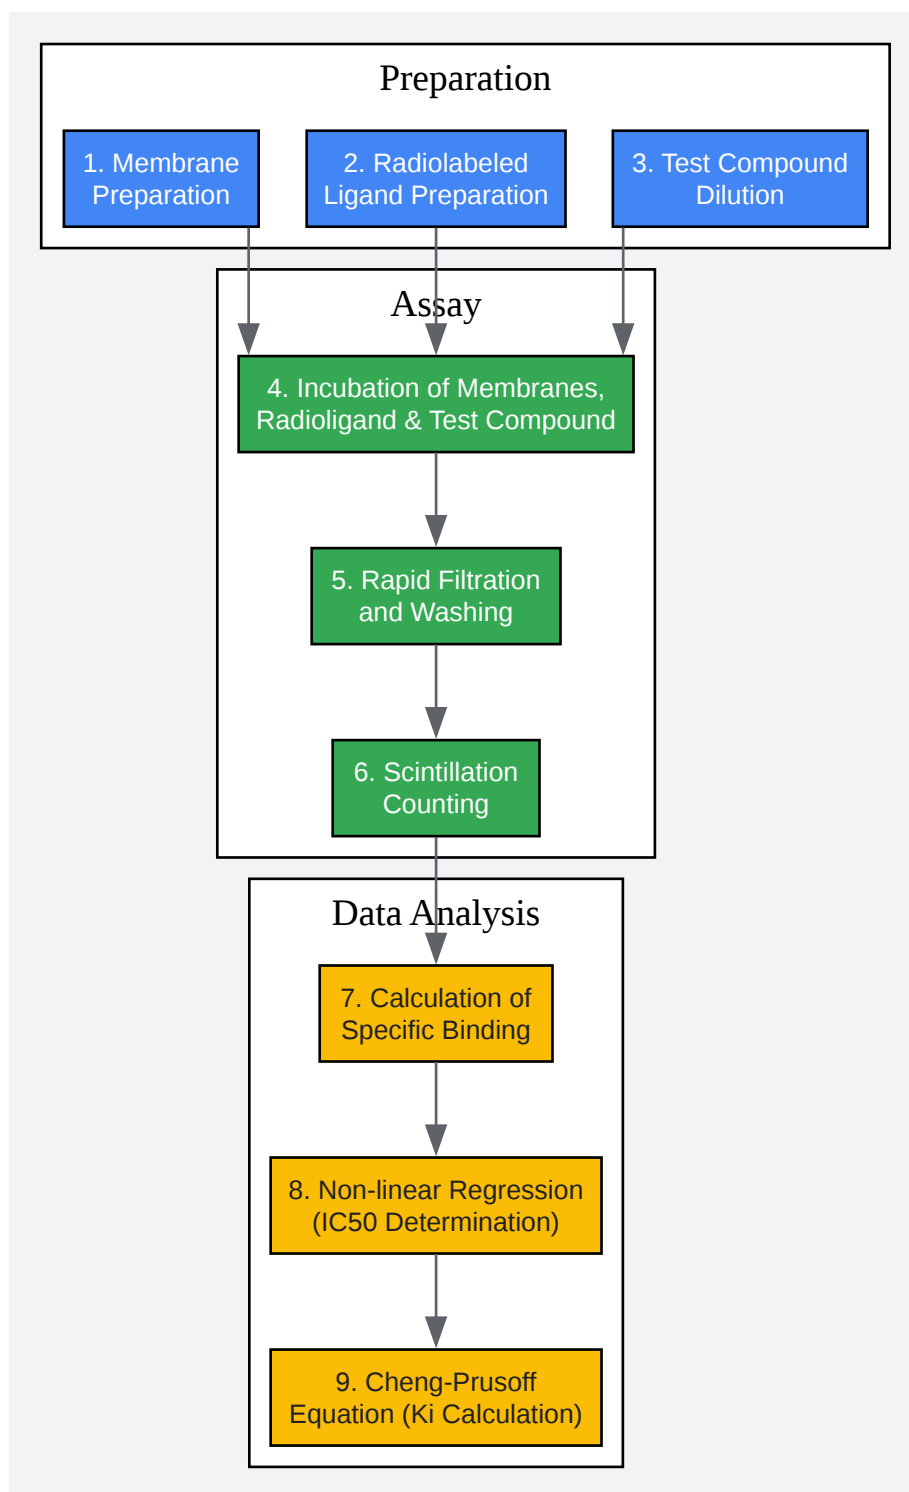 Preparation
1. Membrane
Preparation
2. Radiolabeled
Ligand Preparation
3. Test Compound
Dilution
Assay
4. Incubation of Membranes,
Radioligand & Test Compound
5. Rapid Filtration
and Washing
6. Scintillation
Counting
Data Analysis
7. Calculation of
Specific Binding
8. Non-linear Regression
(IC50 Determination)
9. Cheng-Prusoff
Equation (Ki Calculation)